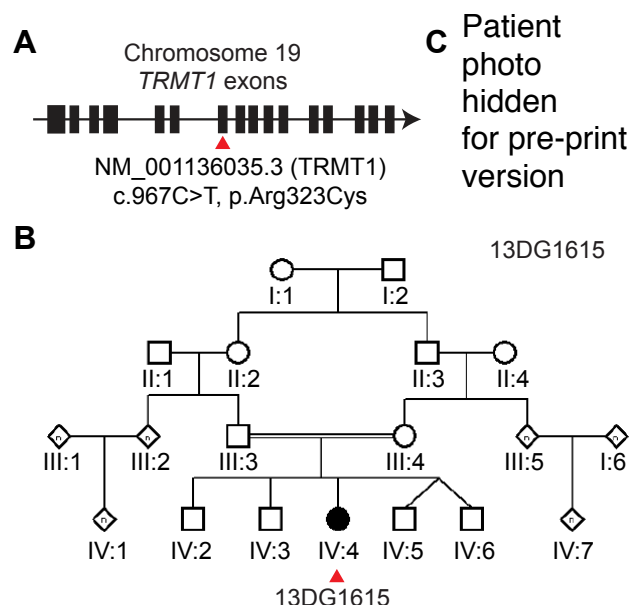 A
Chromosome 19
TRMT1 exons
NM_001136035.3 (TRMT1)
c.967C>T, p.Arg323Cys
C
Patient
photo
hidden
for pre-print
version
B
13DG1615
I:1 I:2
II:1 II:2 II:3 II:4
n n n n
III:1 III:2 III:3 III:4 III:5 I:6
n n
IV:1 IV:2 IV:3 IV:4 IV:5 IV:6 IV:7
13DG1615